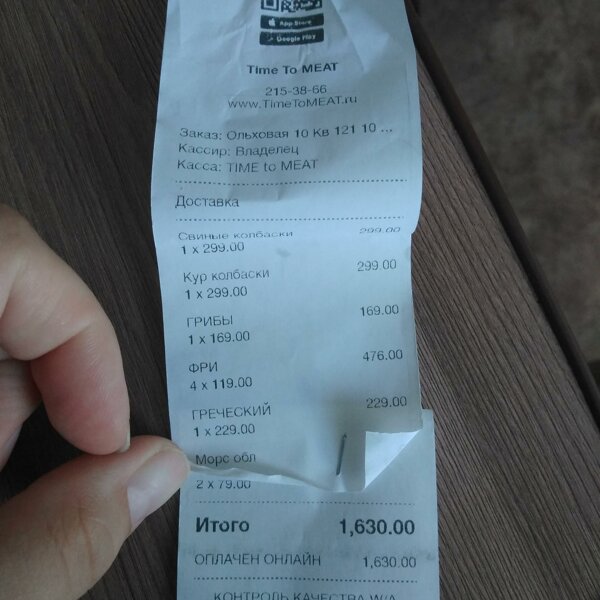 App Store
Google Play
Time To MEAT
215-38-66
www.TimeToMEAT.ru
Заказ: Ольховая 10 Кв 121 10 ...
Кассир: Владелец
Касса: TIME to MEAT
Доставка
Свиные колбаски 299.00
1 x 299.00
Кур колбаски 299.00
1 x 299.00
ГРИБЫ 169.00
1 x 169.00
ФРИ 476.00
4 x 119.00
ГРЕЧЕСКИЙ 229.00
1 x 229.00
Морс обл
2 x 79.00
Итого 1,630.00
ОПЛАЧЕН ОНЛАЙН 1,630.00
КОНТРОЛЬ КАЧЕСТВА W/A